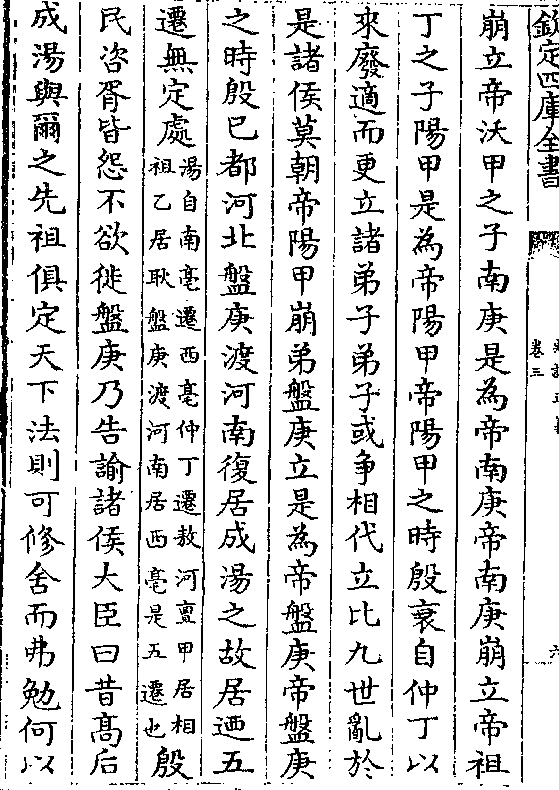 欽定四庫全書
卷三
崩立帝沃甲之子南庚是為帝南庚帝南庚崩立帝祖
丁之子陽甲是為帝陽甲帝陽甲之時殷衰自仲丁以
來廢適而更立諸弟子弟子或爭相代立比九世亂於
是諸侯莫朝帝陽甲崩弟盤庚立是為帝盤庚帝盤庚
之時殷已都河北盤庚渡河南復居成湯之故居迺五
遷無定處
湯自南亳遷西亳仲丁遷敖河亶甲居相
祖乙居耿盤庚渡河南居西亳是五遷也
殷
民咨胥皆怨不欲徙盤庚乃告諭諸侯大臣曰昔高后
成湯與爾之先祖俱定天下法則可修舍而弗勉何以